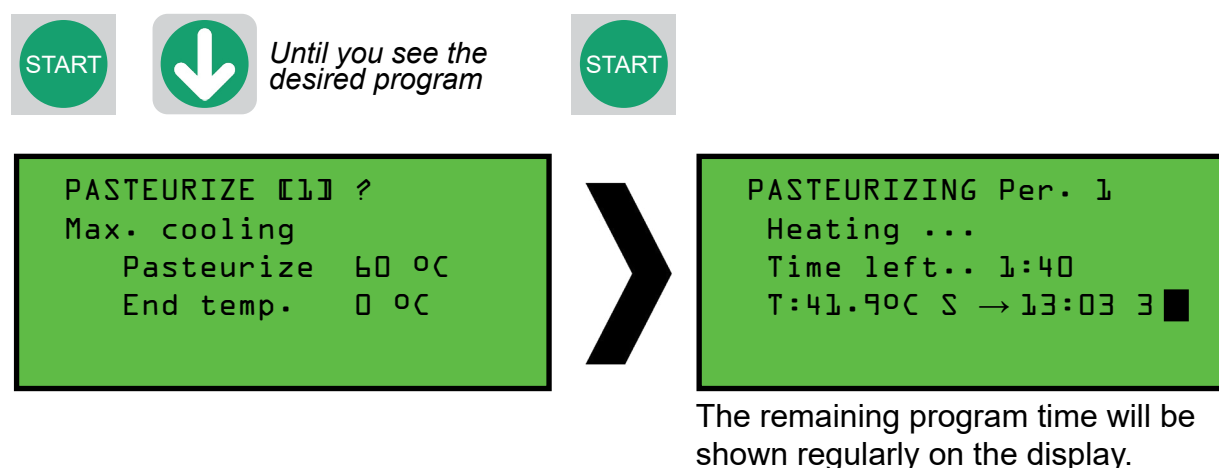 START
Until you see the
desired program
START
PASTEURIZE [1] ?
Max. cooling
Pasteurize 60 ºC
End temp. 0 ºC
PASTEURIZING Per. 1
Heating ...
Time left.. 1:40
T:41.9ºC S →13:03 3
The remaining program time will be
shown regularly on the display.